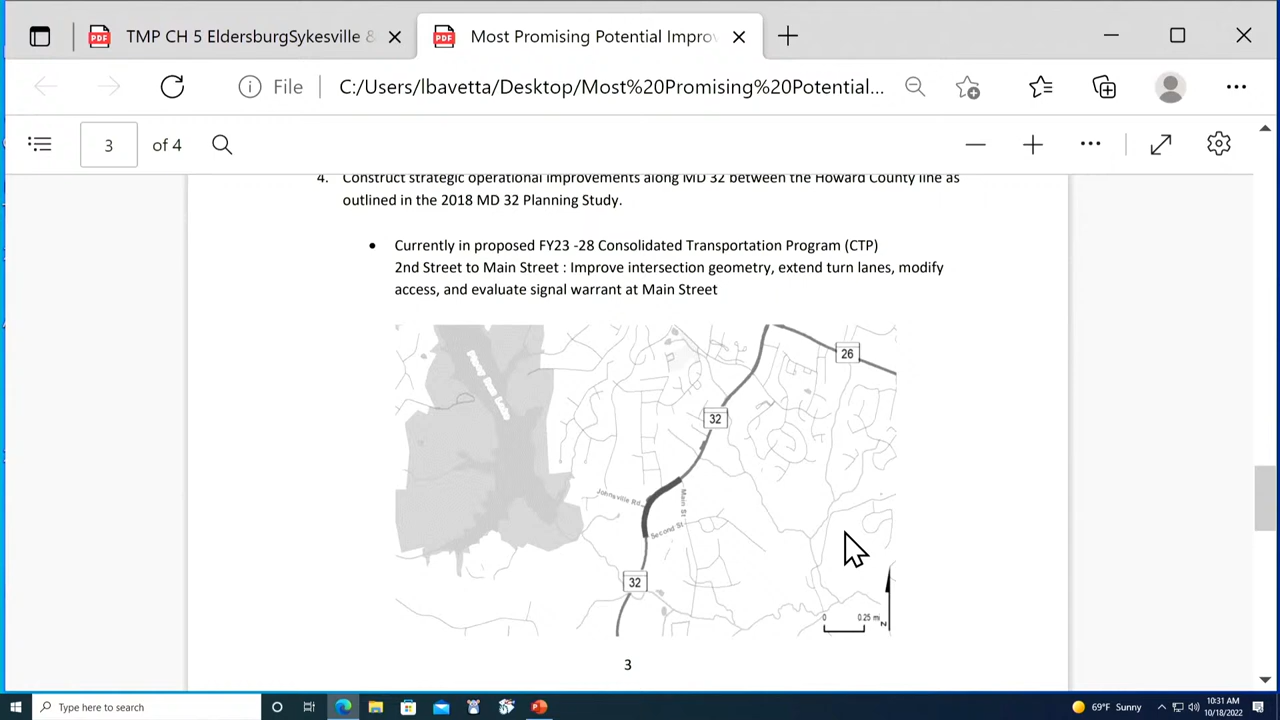 TMP CH 5 EldersburgSykesville &
Most Promising Potential Impro
File
C:/Users/lbavetta/Desktop/Most%20Promising%20Potential...
3
of 4
4. Construct strategic operational improvements along MD 32 between the Howard County line as
outlined in the 2018 MD 32 Planning Study.
• Currently in proposed FY23 -28 Consolidated Transportation Program (CTP)
2nd Street to Main Street : Improve intersection geometry, extend turn lanes, modify
access, and evaluate signal warrant at Main Street
26
32
Johnsville Rd
Main St
Second St
32
0
0.25 mi
N
3
Type here to search
69°F Sunny
10:31 AM
10/18/2022